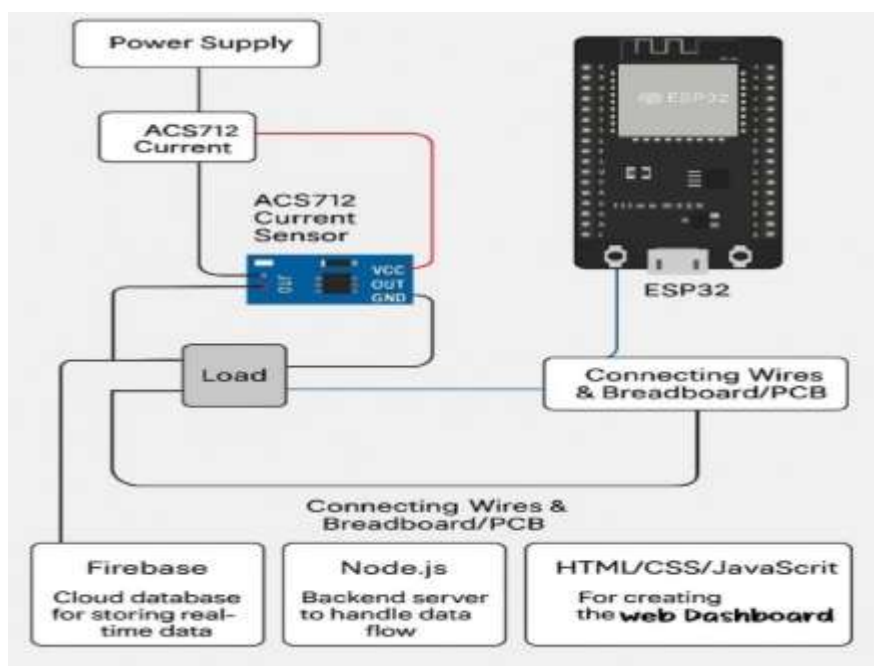 Power Supply
ACS712
Current
ESP32
ACS712
Current
Sensor
VCC
OUT
GND
OUT
ESP32
Load
Connecting Wires
& Breadboard/PCB
Connecting Wires &
Breadboard/PCB
Firebase
Cloud database
for storing real-
time data
Node.js
Backend server
to handle data
flow
HTML/CSS/JavaScrit
For creating
the web Dashboard